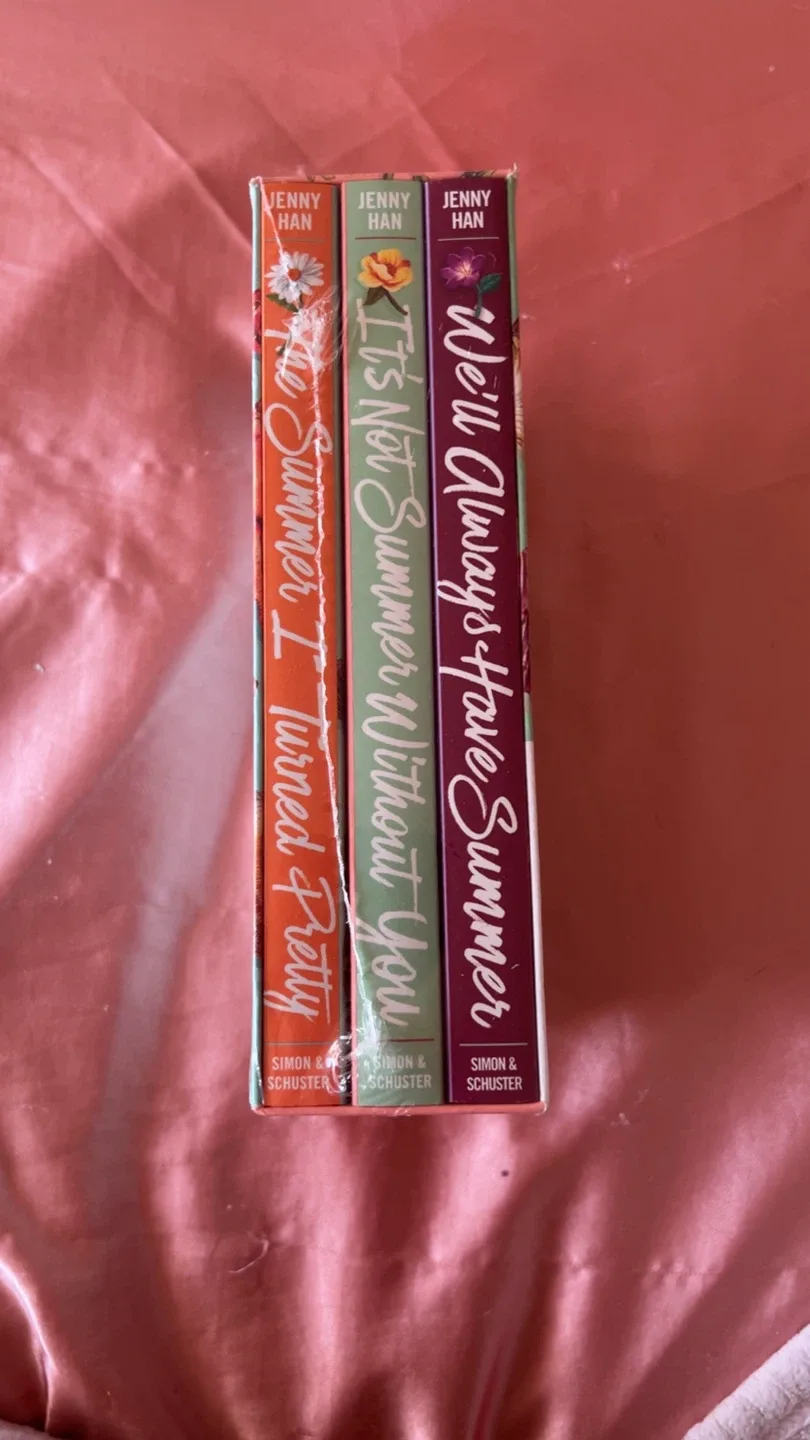 JENNY
HAN
The Summer I Turned Pretty
SIMON &
SCHUSTER
JENNY
HAN
It's Not Summer Without You
SIMON &
SCHUSTER
JENNY
HAN
We'll Always Have Summer
SIMON &
SCHUSTER